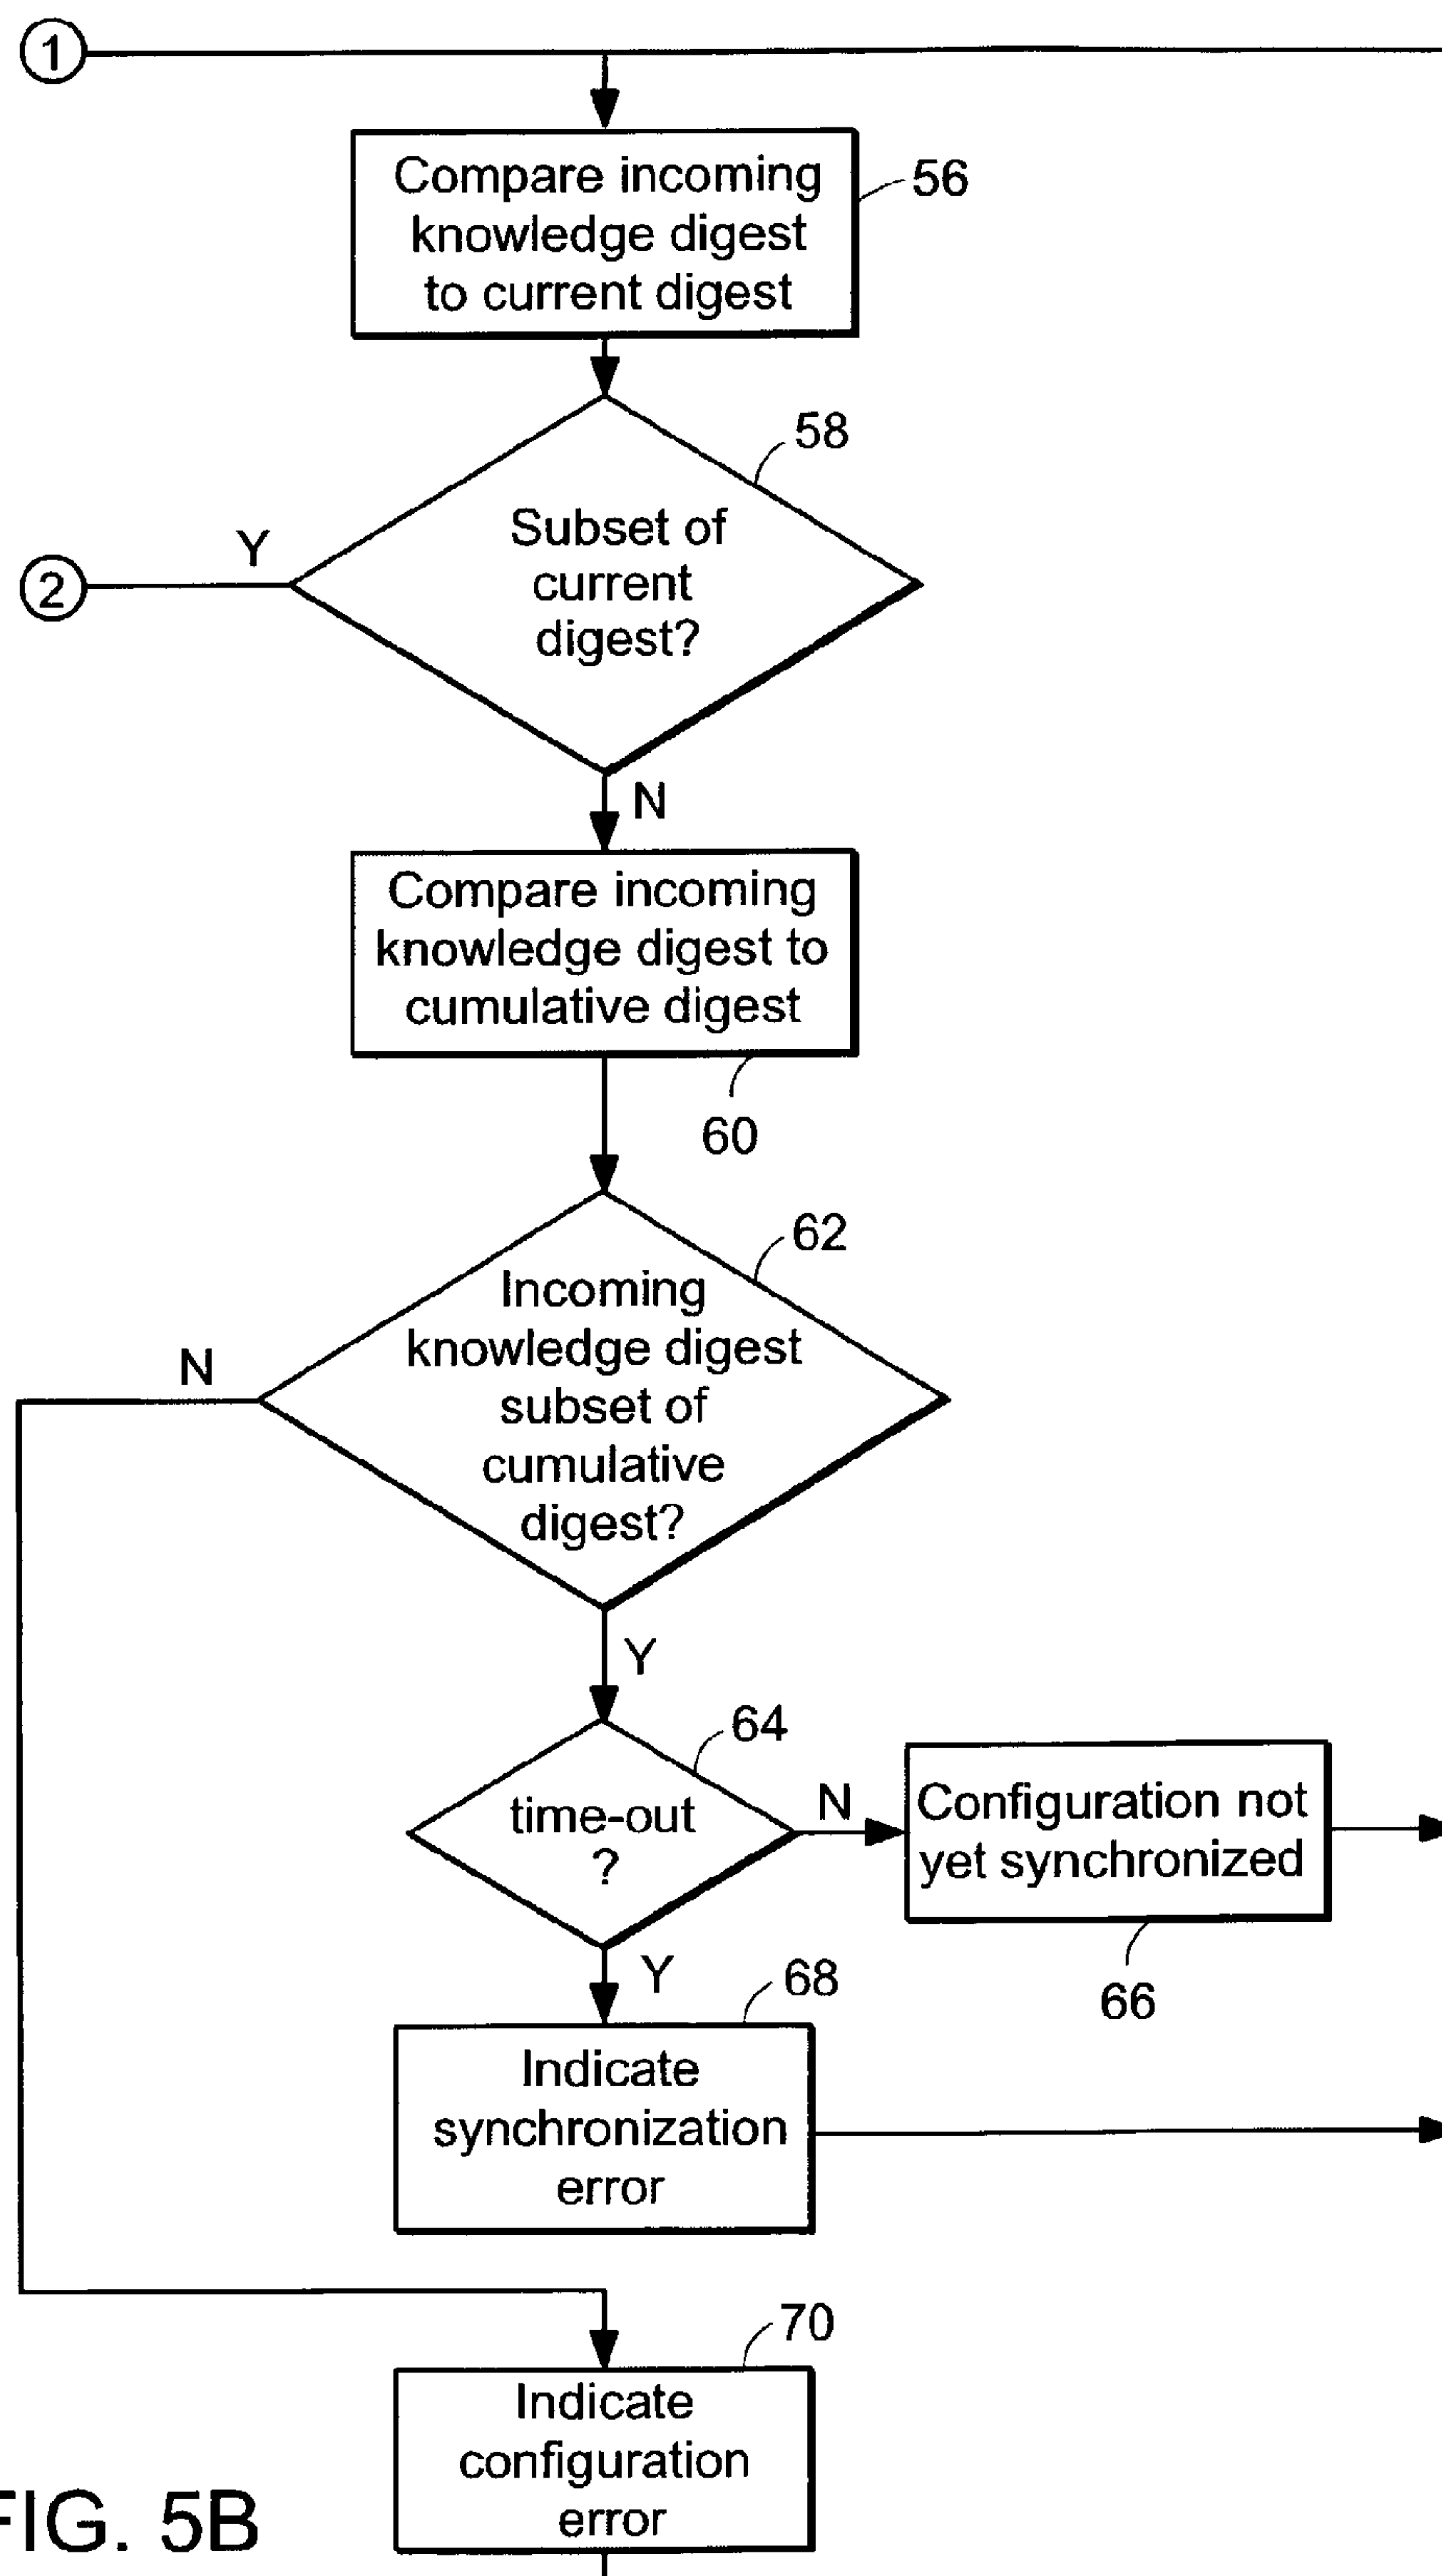 1
Compare incoming
knowledge digest
to current digest
56
58
Subset of
current
digest?
Y
2
N
Compare incoming
knowledge digest to
cumulative digest
60
62
Incoming
knowledge digest
subset of
cumulative
digest?
N
Y
64
time-out
?
N
Configuration not
yet synchronized
66
Y
68
Indicate
synchronization
error
70
Indicate
configuration
error
FIG. 5B